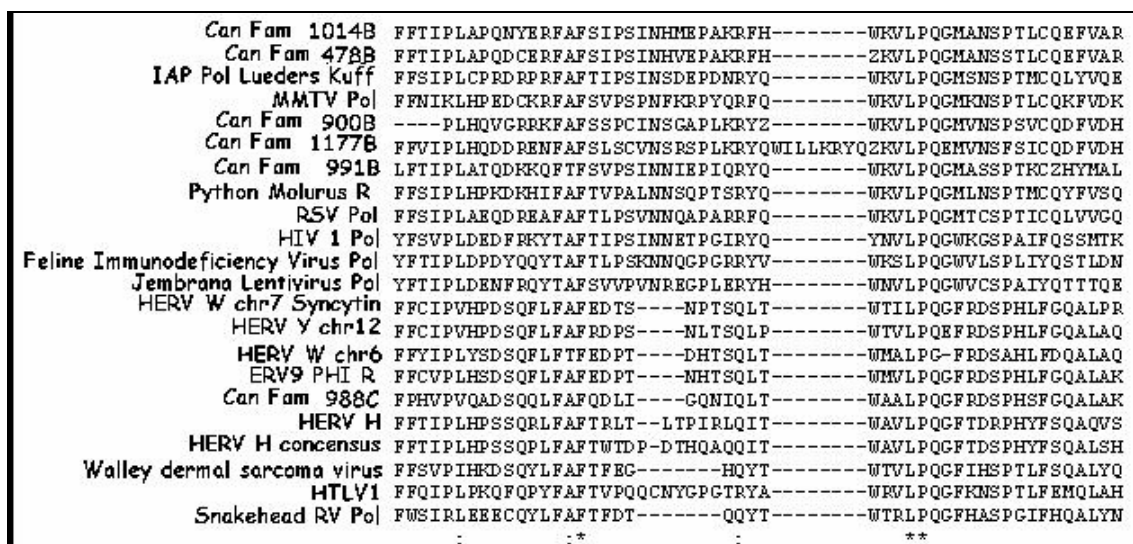 Can Fam 1014B FFTIPLAPQNYERFAFSIPSINHMEPAKRFH--------WKVLPQGMANSPTLCQEFVAR
Can Fam 478B FFTIPLAPQDCERFAFSIPSINHVEPAKRFH--------ZKVLPQGMANSSTLCQEFVAR
IAP Pol Lueders Kuff FFSIPLCPRDRPRFAFTIPSINSDEPDNRYQ--------WKVLPQGMSNSPTMCQLYVQE
MMTV Pol FFNIKLHPEDCKRFAFSVPSPNFKRPYQRFQ--------WKVLPQGMKNSPTLCQKFVDK
Can Fam 900B ----PLHQVGRRKFAFSSPCINSGAPLKRYZ--------WKVLPQGMVNSPSVCQDFVDH
Can Fam 1177B FFVIPLHQDDRENFAFSLSCVNSRSPLKRYQWILLKRYQZKVLPQEMVNSFSICQDFVDH
Can Fam 991B LFTIPLATQDKKQFTFSVPSINNIEPIQRYQ--------WKVLPQGMASSPTKCZHYMAL
Python Molurus R FFSIPLHPKDKHIFAFTVPALNNSQPTSRYQ--------WKVLPQGMLNSPTMCQYFVSQ
RSV Pol FFSIPLAEQDREAFAFTLPSVNNQAPARRFQ--------WKVLPQGMTCSPTICQLVVGQ
HIV 1 Pol YFSVPLDEDFRKYTAFTIPSINNETPGIRYQ--------YNVLPQGWKGSPAIFQSSMTK
Feline Immunodeficiency Virus Pol YFTIPLDPDYQQYTAFTLPSKNNQGPGRRYV--------WKSLPQGWVLSPLIYQSTLDN
Jembrana Lentivirus Pol YFTIPLDENFRQYTAFSVVPVNREGPLERYH--------WNVLPQGWVCSPAIYQTTTQE
HERV W chr7 Syncytin FFCIPVHPDSQFLFAFEDTS----NPTSQLT--------WTILPQGFRDSPHLFGQALPR
HERV Y chr12 FFCIPVHPDSQFLFAFRDPS----NLTSQLP--------WTVLPQEFRDSPHLFGQALAQ
HERV W chr6 FFYIPLYSDSQFLFTFEDPT----DHTSQLT--------WMALPG-FRDSAHLFDQALAQ
ERV9 PHI R FFCVPLHSDSQFLFAFEDPT----NHTSQLT--------WMVLPQGFRDSPHLFGQALAK
Can Fam 988C FPHVPVQADSQQLFAFQDLI----GQNIQLT--------WAALPQGFRDSPHSFGQALAK
HERV H FFTIPLHPSSQRLFAFTRLT--LTPIRLQIT--------WAVLPQGFTDRPHYFSQAQVS
HERV H concensus FFTIPLHPSSQPLFAFTWTDP-DTHQAQQIT--------WAVLPQGFTDSPHYFSQALSH
Walley dermal sarcoma virus FFSVPIHKDSQYLFAFTFEG-------HQYT--------WTVLPQGFIHSPTLFSQALYQ
HTLV1 FFQIPLPKQFQPYFAFTVPQQCNYGPGTRYA--------WRVLPQGFKNSPTLFEMQLAH
Snakehead RV Pol FWSIRLEEECQYLFAFTFDT-------QQYT--------WTRLPQGFHASPGIFHQALYN
: :* : **